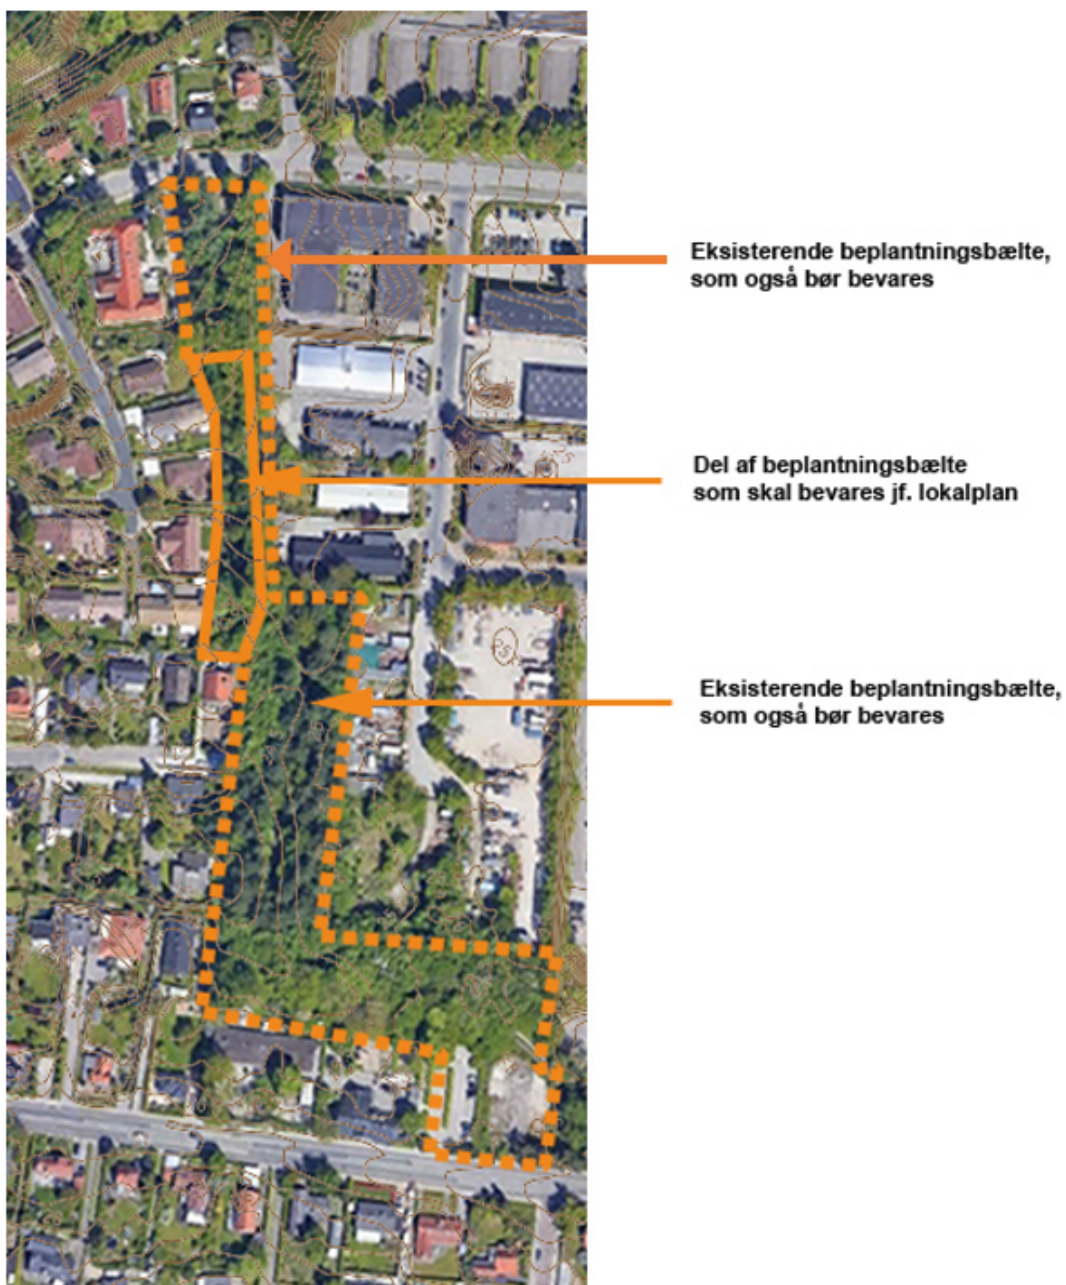 Eksisterende beplantningsbælte,
som også bør bevares
Del af beplantningsbælte
som skal bevares jf. lokalplan
Eksisterende beplantningsbælte,
som også bør bevares